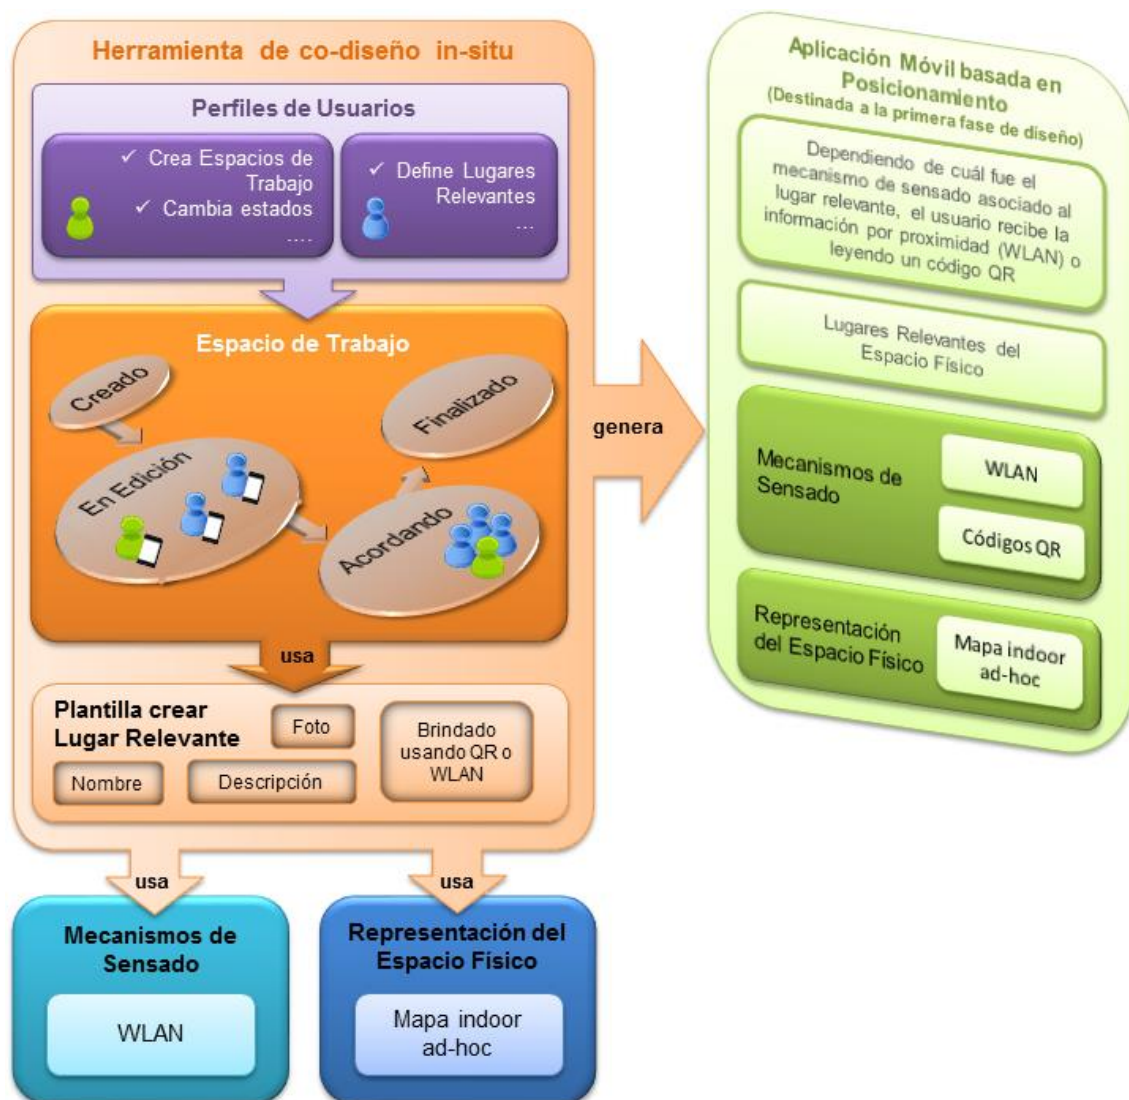 Herramienta de co-diseño in-situ
Perfiles de Usuarios
✓ Crea Espacios de
Trabajo
✓ Cambia estados
....
✓ Define Lugares
Relevantes
...
Espacio de Trabajo
Creado
En Edición
Acordando
Finalizado
usa
Plantilla crear
Lugar Relevante
Foto
Nombre
Descripción
Brindado
usando QR o
WLAN
usa
usa
Mecanismos de
Sensado
WLAN
Representación del
Espacio Físico
Mapa indoor
ad-hoc
genera
Aplicación Móvil basada en
Posicionamiento
(Destinada a la primera fase de diseño)
Dependiendo de cuál fue el
mecanismo de sensado asociado al
lugar relevante, el usuario recibe la
información por proximidad (WLAN) o
leyendo un código QR
Lugares Relevantes del
Espacio Físico
Mecanismos de
Sensado
WLAN
Códigos QR
Representación
del Espacio Físico
Mapa indoor
ad-hoc